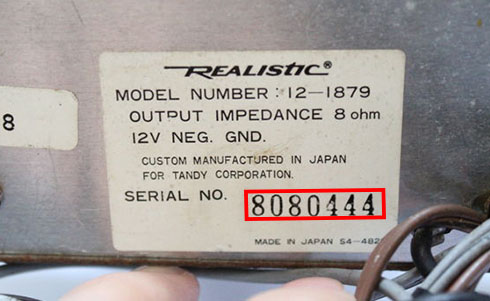 REALISTIC®
MODEL NUMBER : 12-1879
OUTPUT IMPEDANCE 8 ohm
12V NEG. GND.
CUSTOM MANUFACTURED IN JAPAN
FOR TANDY CORPORATION.
SERIAL NO. 8080444
MADE IN JAPAN S4-482
8